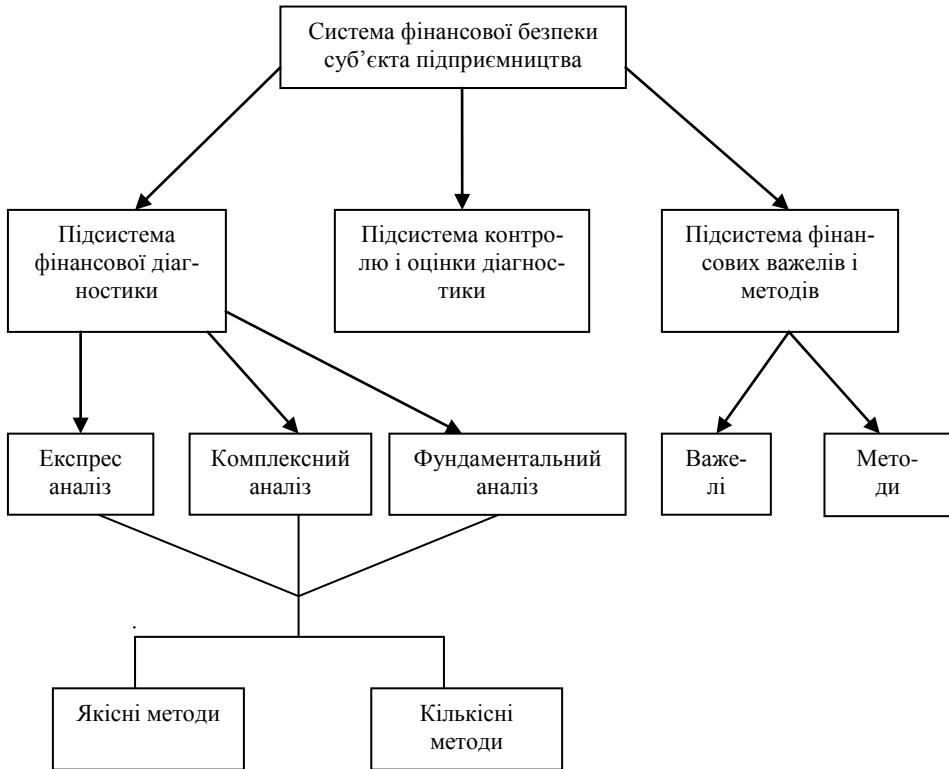 Система фінансової безпеки
суб’єкта підприємництва
Підсистема
фінансової діаг-
ностики
Підсистема контро-
лю і оцінки діагнос-
тики
Підсистема фінан-
сових важелів і
методів
Експрес
аналіз
Комплексний
аналіз
Фундаментальний
аналіз
Важе-
лі
Мето-
ди
Якісні методи
Кількісні
методи